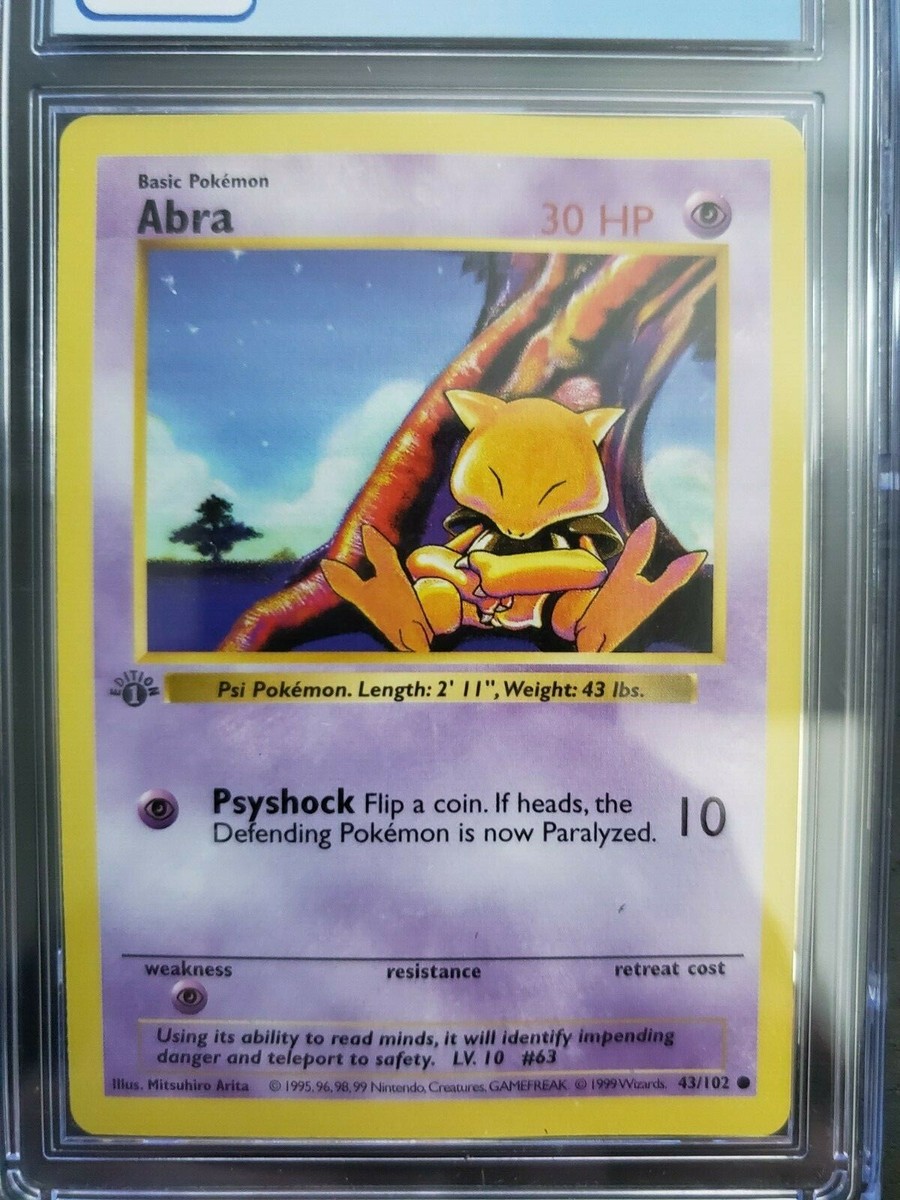 Basic Pokémon
Abra 30 HP
EDITION 1
Psi Pokémon. Length: 2' 11", Weight: 43 lbs.
Psyshock Flip a coin. If heads, the 10
Defending Pokémon is now Paralyzed.
weakness resistance retreat cost
Using its ability to read minds, it will identify impending
danger and teleport to safety. LV. 10 #63
Illus. Mitsuhiro Arita © 1995, 96, 98, 99 Nintendo, Creatures, GAMEFREAK. © 1999 Wizards. 43/102